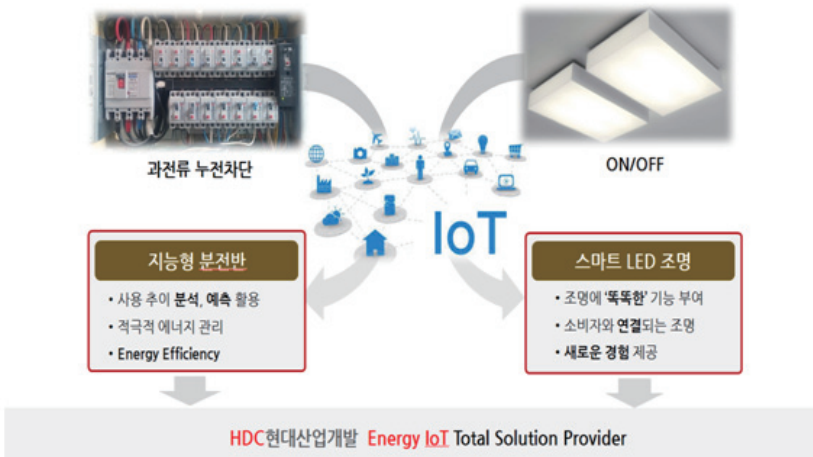 과전류 누전차단
ON/OFF
IoT
지능형 분전반
• 사용 추이 분석, 예측 활용
• 적극적 에너지 관리
• Energy Efficiency
스마트 LED 조명
• 조명에 ‘똑똑한’ 기능 부여
• 소비자와 연결되는 조명
• 새로운 경험 제공
HDC현대산업개발 Energy IoT Total Solution Provider